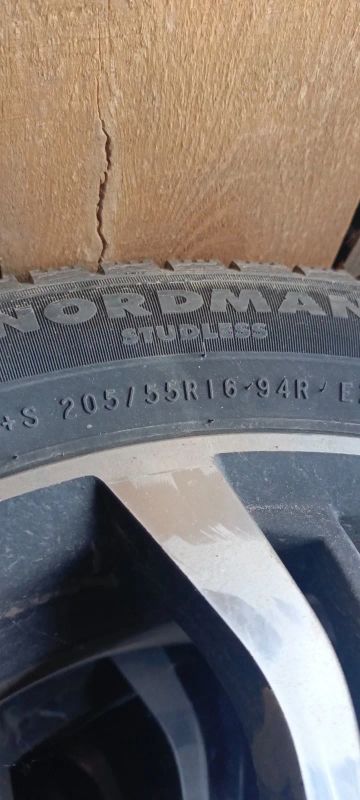 NORDMAN
STUDLESS
+S 205/55R16 94R E